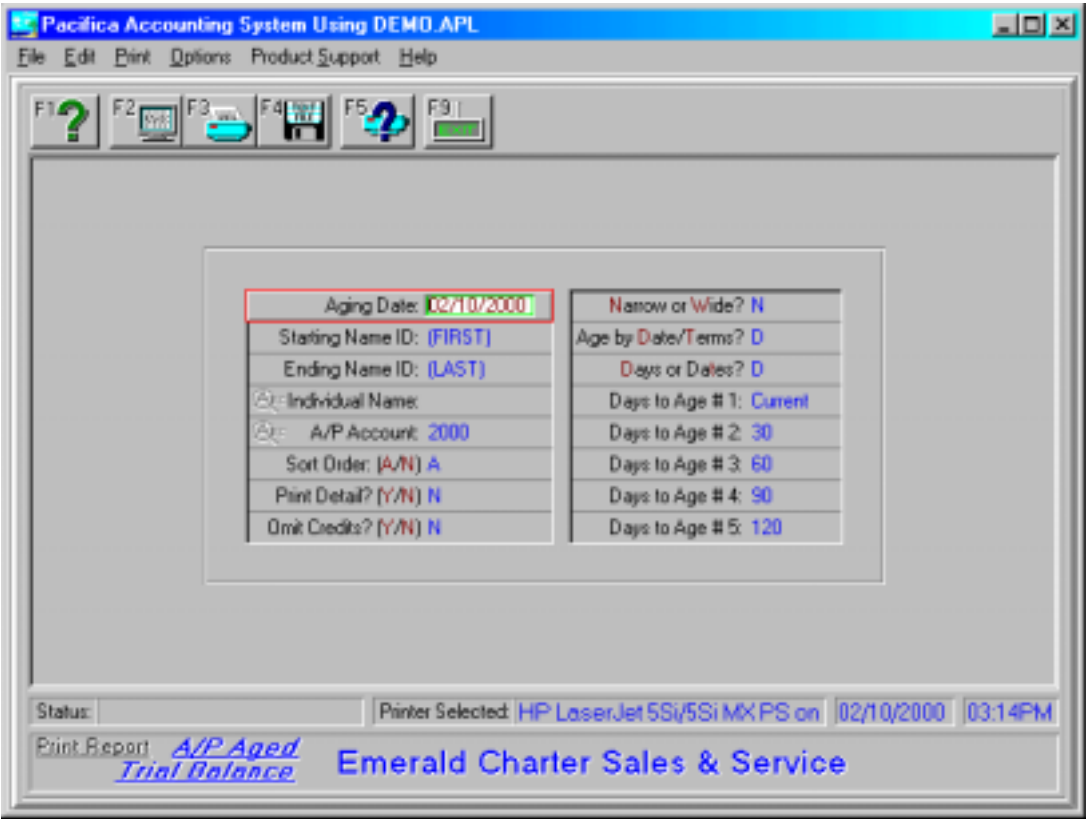 Pacifica Accounting System Using DEMO.APL
File Edit Print Options Product Support Help
F1 F2 F3 F4 F5 F9
EXIT
Aging Date: 02/10/2000
Starting Name ID: (FIRST)
Ending Name ID: (LAST)
Individual Name:
A/P Account: 2000
Sort Order: (A/N) A
Print Detail? (Y/N) N
Omit Credits? (Y/N) N
Narrow or Wide? N
Age by Date/Terms? D
Days or Dates? D
Days to Age # 1: Current
Days to Age # 2: 30
Days to Age # 3: 60
Days to Age # 4: 90
Days to Age # 5: 120
Status: Printer Selected: HP LaserJet 5Si/5Si MX PS on 02/10/2000 03:14PM
Print Report A/P Aged
Trial Balance
Emerald Charter Sales & Service